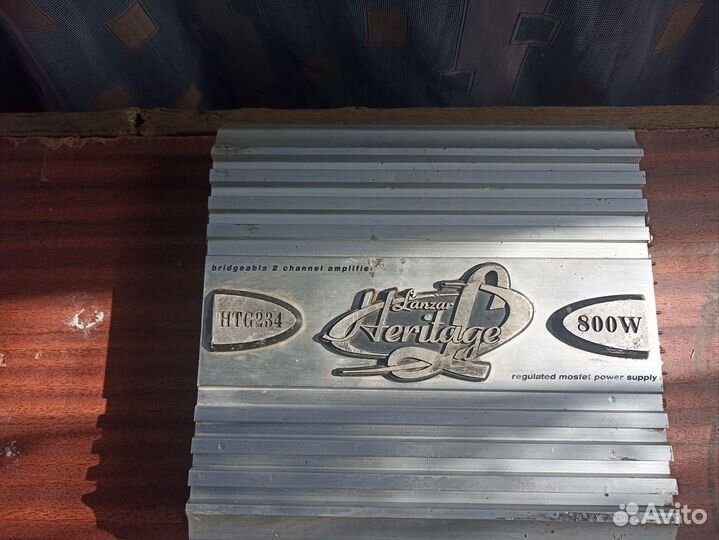 bridgeable 2 channel amplifier
HTG234
Lanzar
Heritage
800W
regulated mosfet power supply
Avito